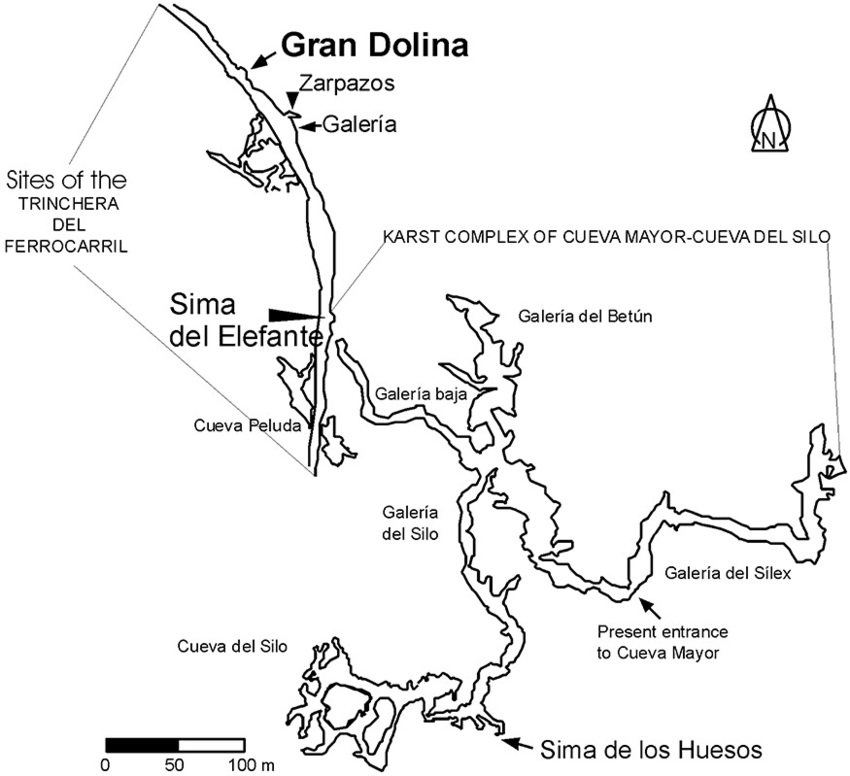 Gran Dolina
Zarpazos
Galería
N
Sites of the
TRINCHERA
DEL
FERROCARRIL
KARST COMPLEX OF CUEVA MAYOR-CUEVA DEL SILO
Sima
del Elefante
Galería del Betún
Galería baja
Cueva Peluda
Galería
del Silo
Galería del Sílex
Present entrance
to Cueva Mayor
Cueva del Silo
Sima de los Huesos
0 50 100 m